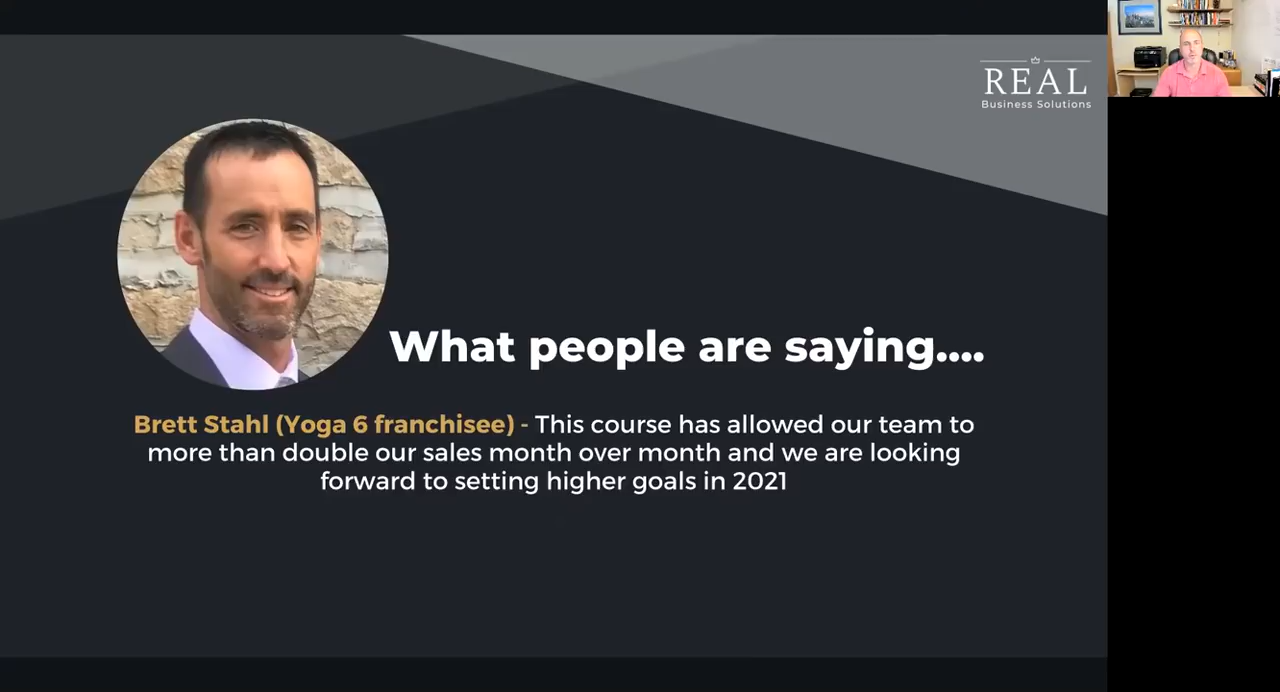 REAL
Business Solutions
What people are saying....
Brett Stahl (Yoga 6 franchisee) - This course has allowed our team to
more than double our sales month over month and we are looking
forward to setting higher goals in 2021